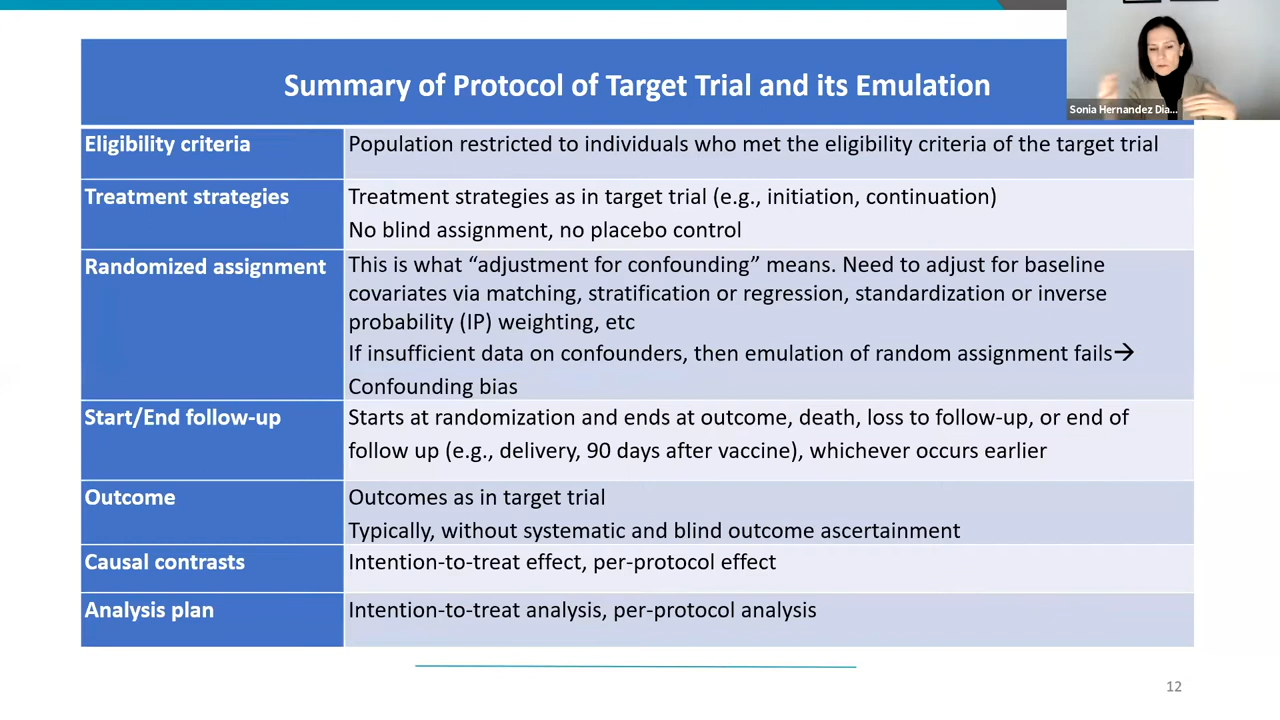 Summary of Protocol of Target Trial and its Emulation
Sonia Hernandez Dia...
Eligibility criteria
Population restricted to individuals who met the eligibility criteria of the target trial
Treatment strategies
Treatment strategies as in target trial (e.g., initiation, continuation)
No blind assignment, no placebo control
Randomized assignment
This is what “adjustment for confounding” means. Need to adjust for baseline
covariates via matching, stratification or regression, standardization or inverse
probability (IP) weighting, etc
If insufficient data on confounders, then emulation of random assignment fails→
Confounding bias
Start/End follow-up
Starts at randomization and ends at outcome, death, loss to follow-up, or end of
follow up (e.g., delivery, 90 days after vaccine), whichever occurs earlier
Outcome
Outcomes as in target trial
Typically, without systematic and blind outcome ascertainment
Causal contrasts
Intention-to-treat effect, per-protocol effect
Analysis plan
Intention-to-treat analysis, per-protocol analysis
12